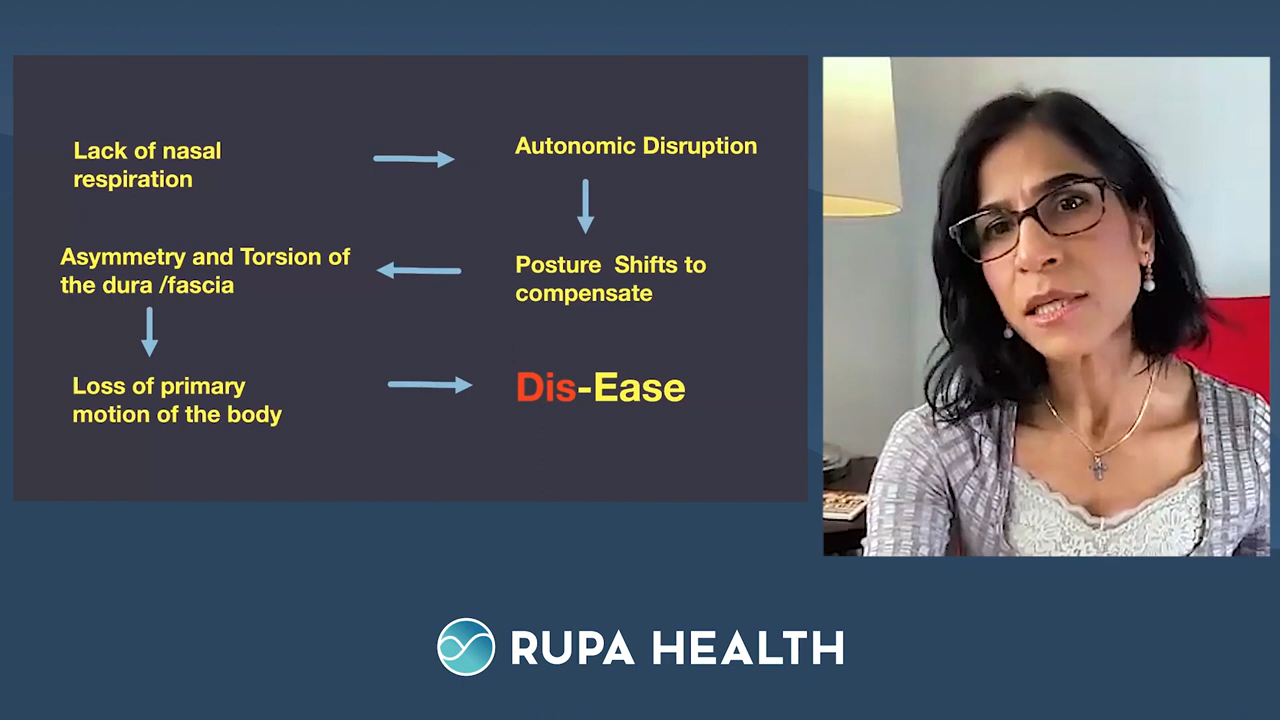 Lack of nasal
respiration
Autonomic Disruption
Asymmetry and Torsion of
the dura /fascia
Posture  Shifts to
compensate
Loss of primary
motion of the body
Dis-Ease
RUPA HEALTH